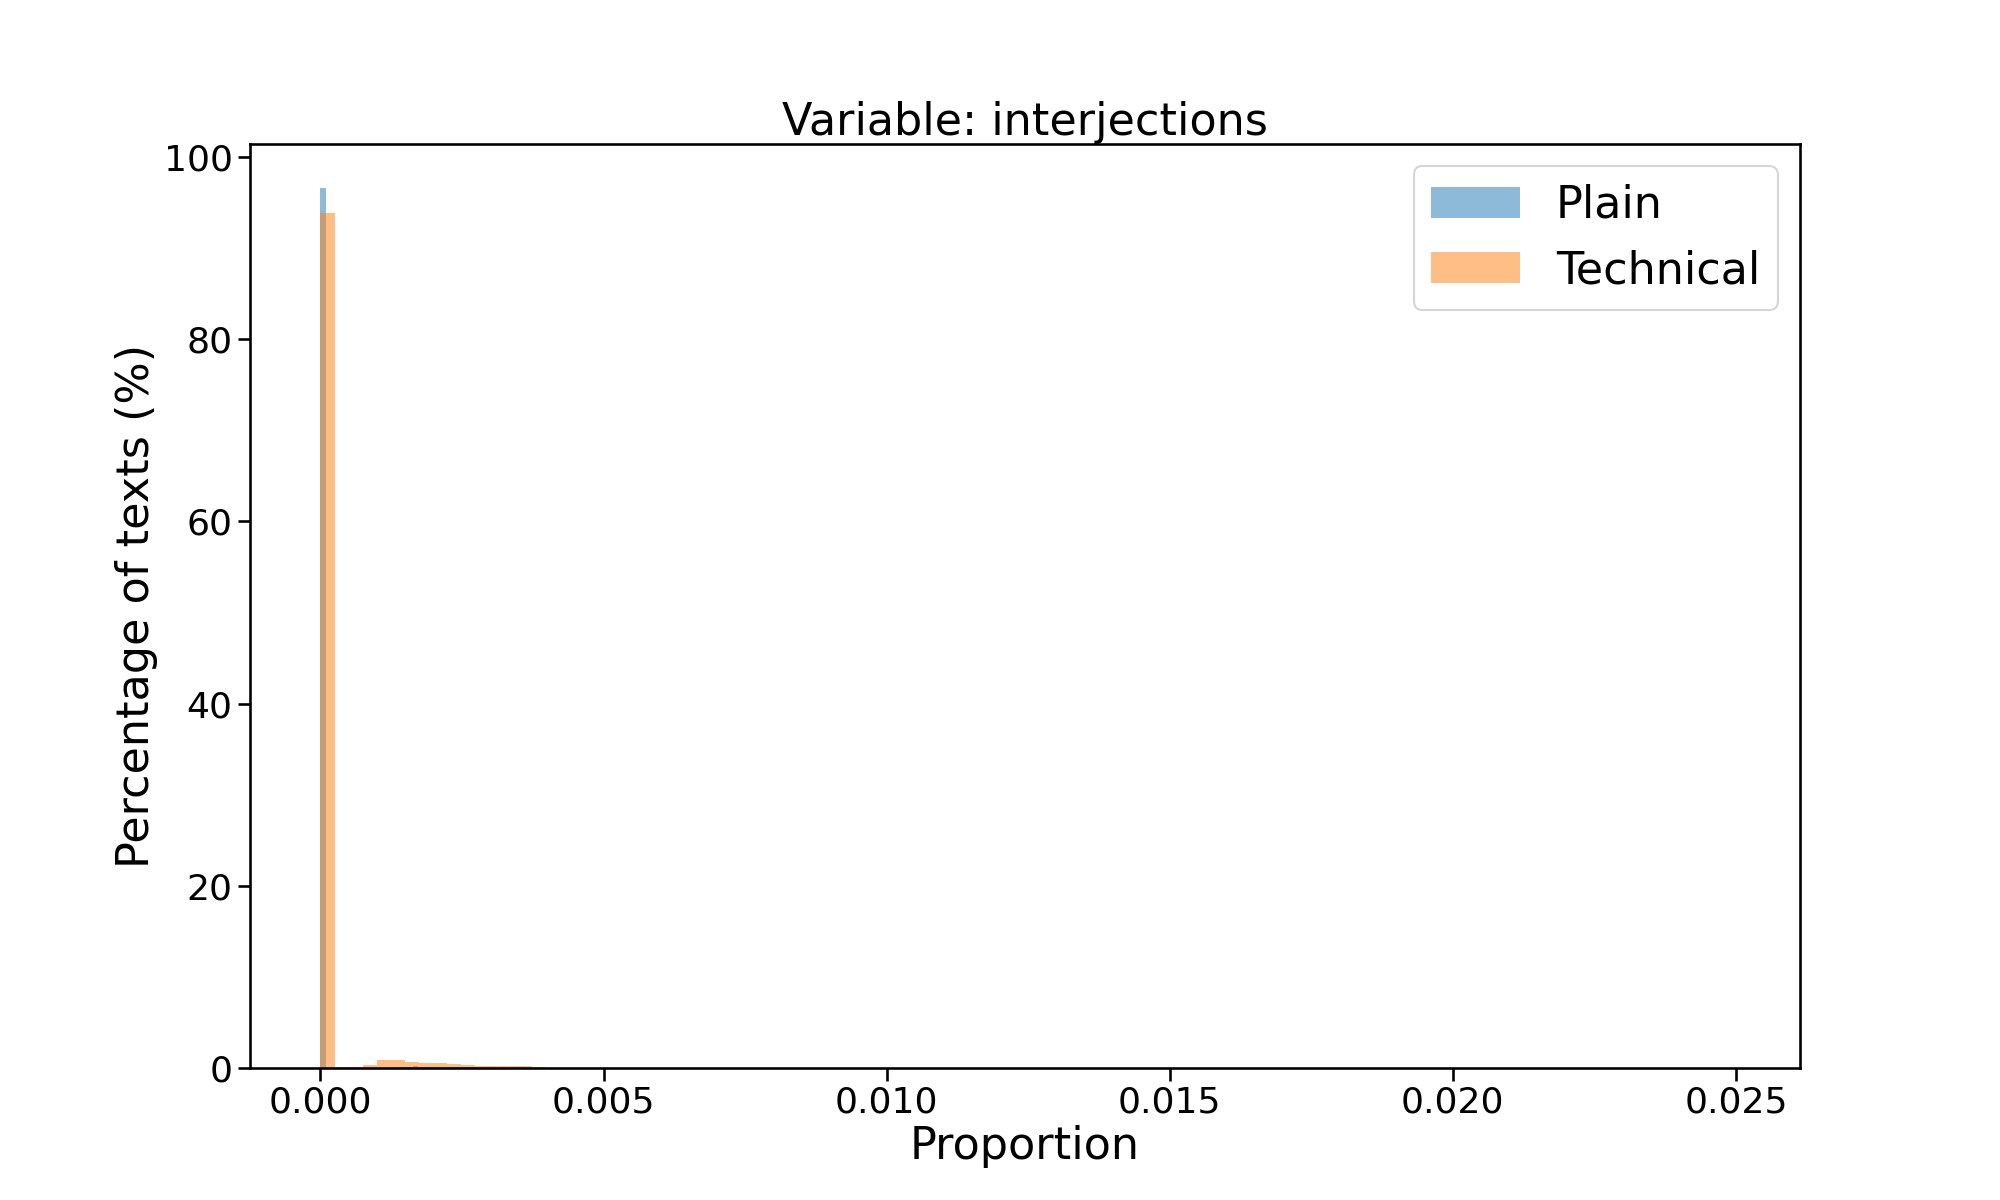 Variable: interjections
Plain
Technical
Percentage of texts (%)
100
80
60
40
20
0
0.000 0.005 0.010 0.015 0.020 0.025
Proportion